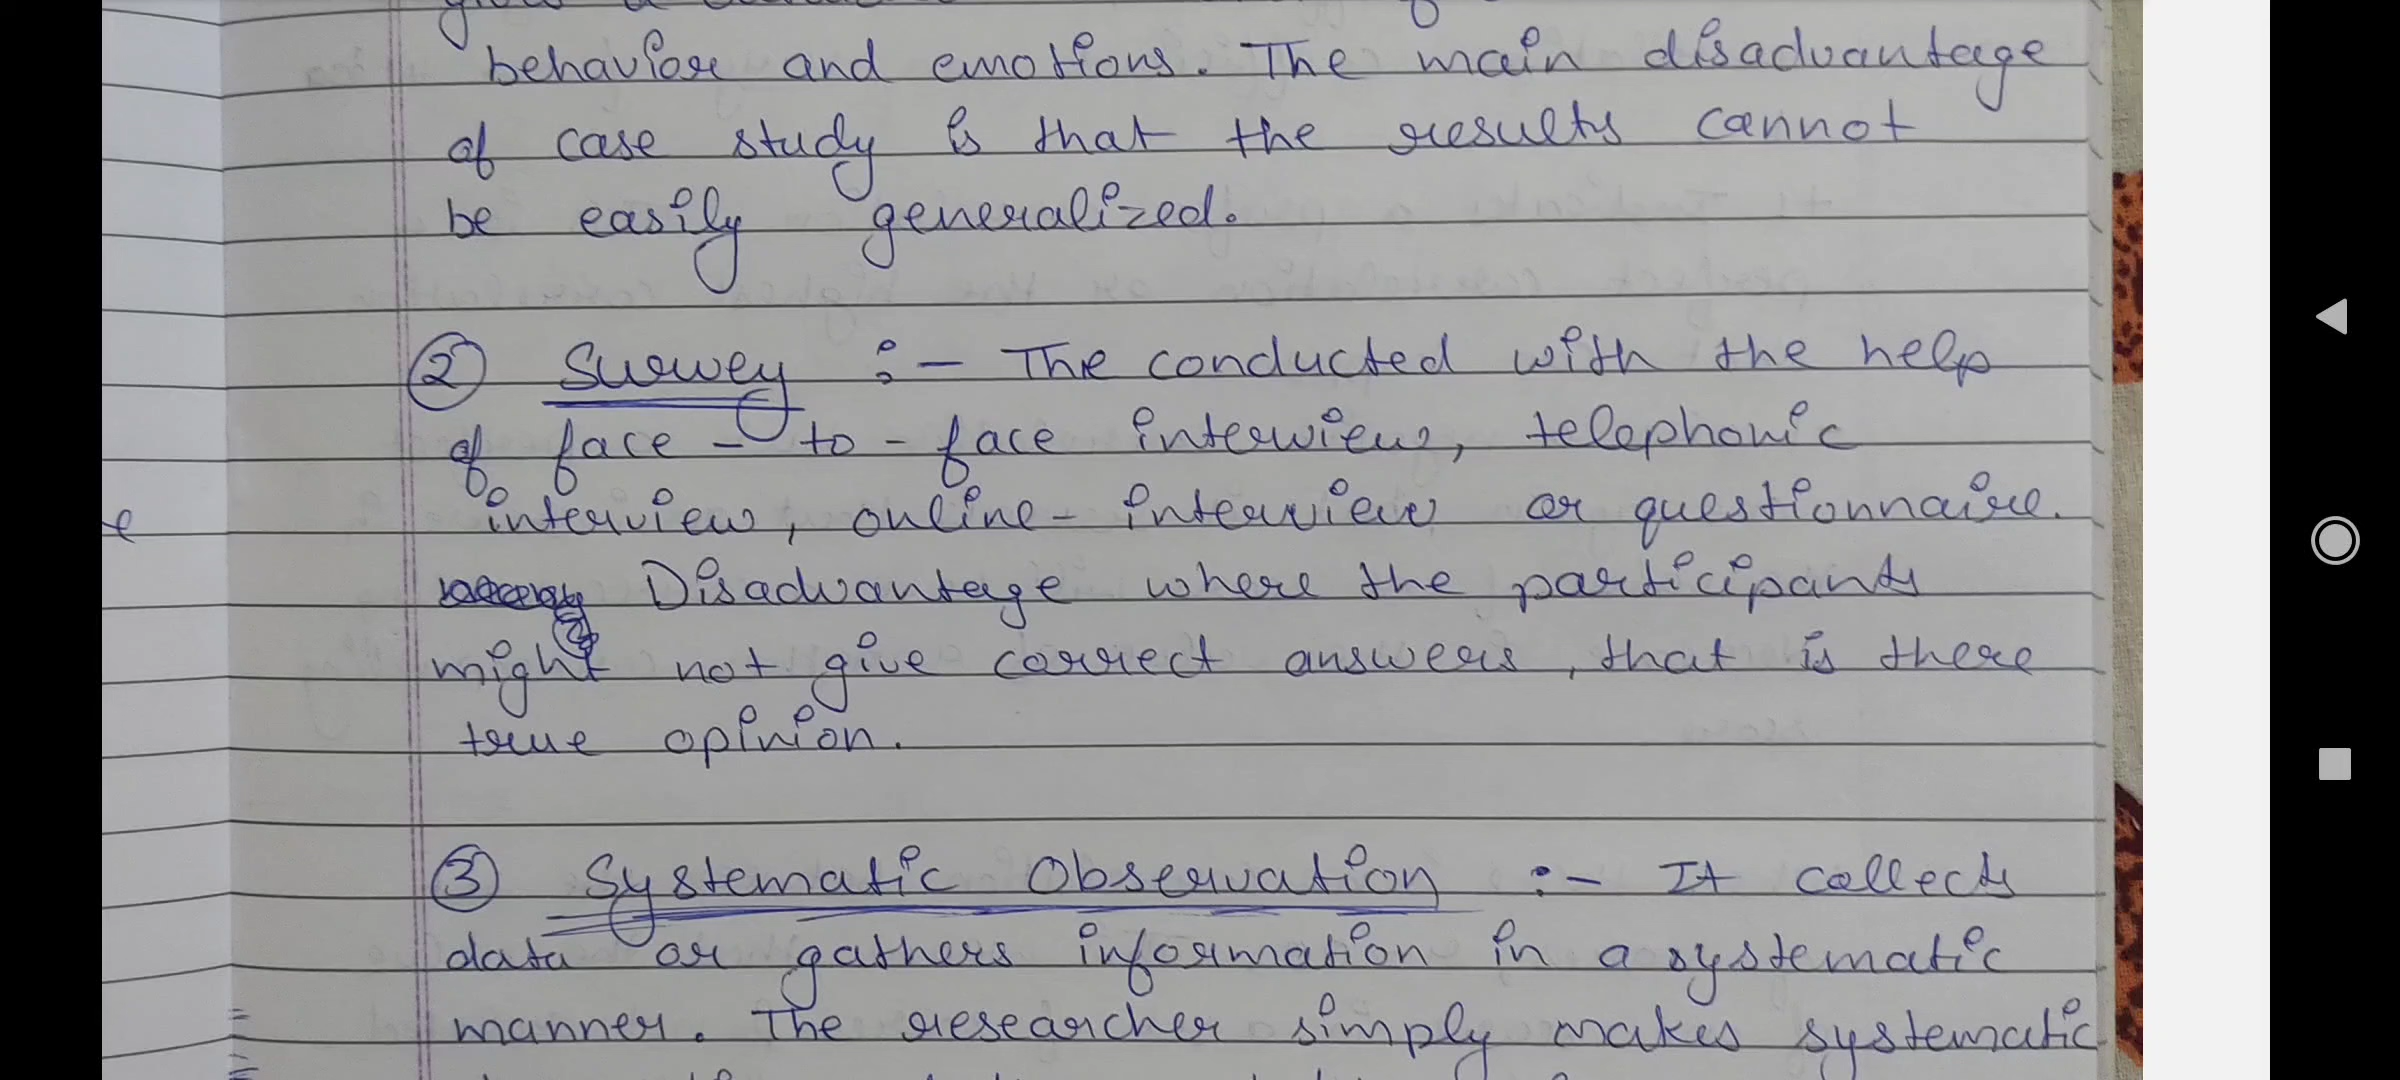 behavior and emotions. The main disadvantage
of case study is that the results cannot
be easily generalized.
② Survey :- The conducted with the help
of face - to - face interview, telephonic
interview, online - interview or questionnaire.
Disadvantage where the participants
might not give correct answers, that is there
true opinion.
③ Systematic Observation :- It collects
data or gathers information in a systematic
manner. The researcher simply makes systematic